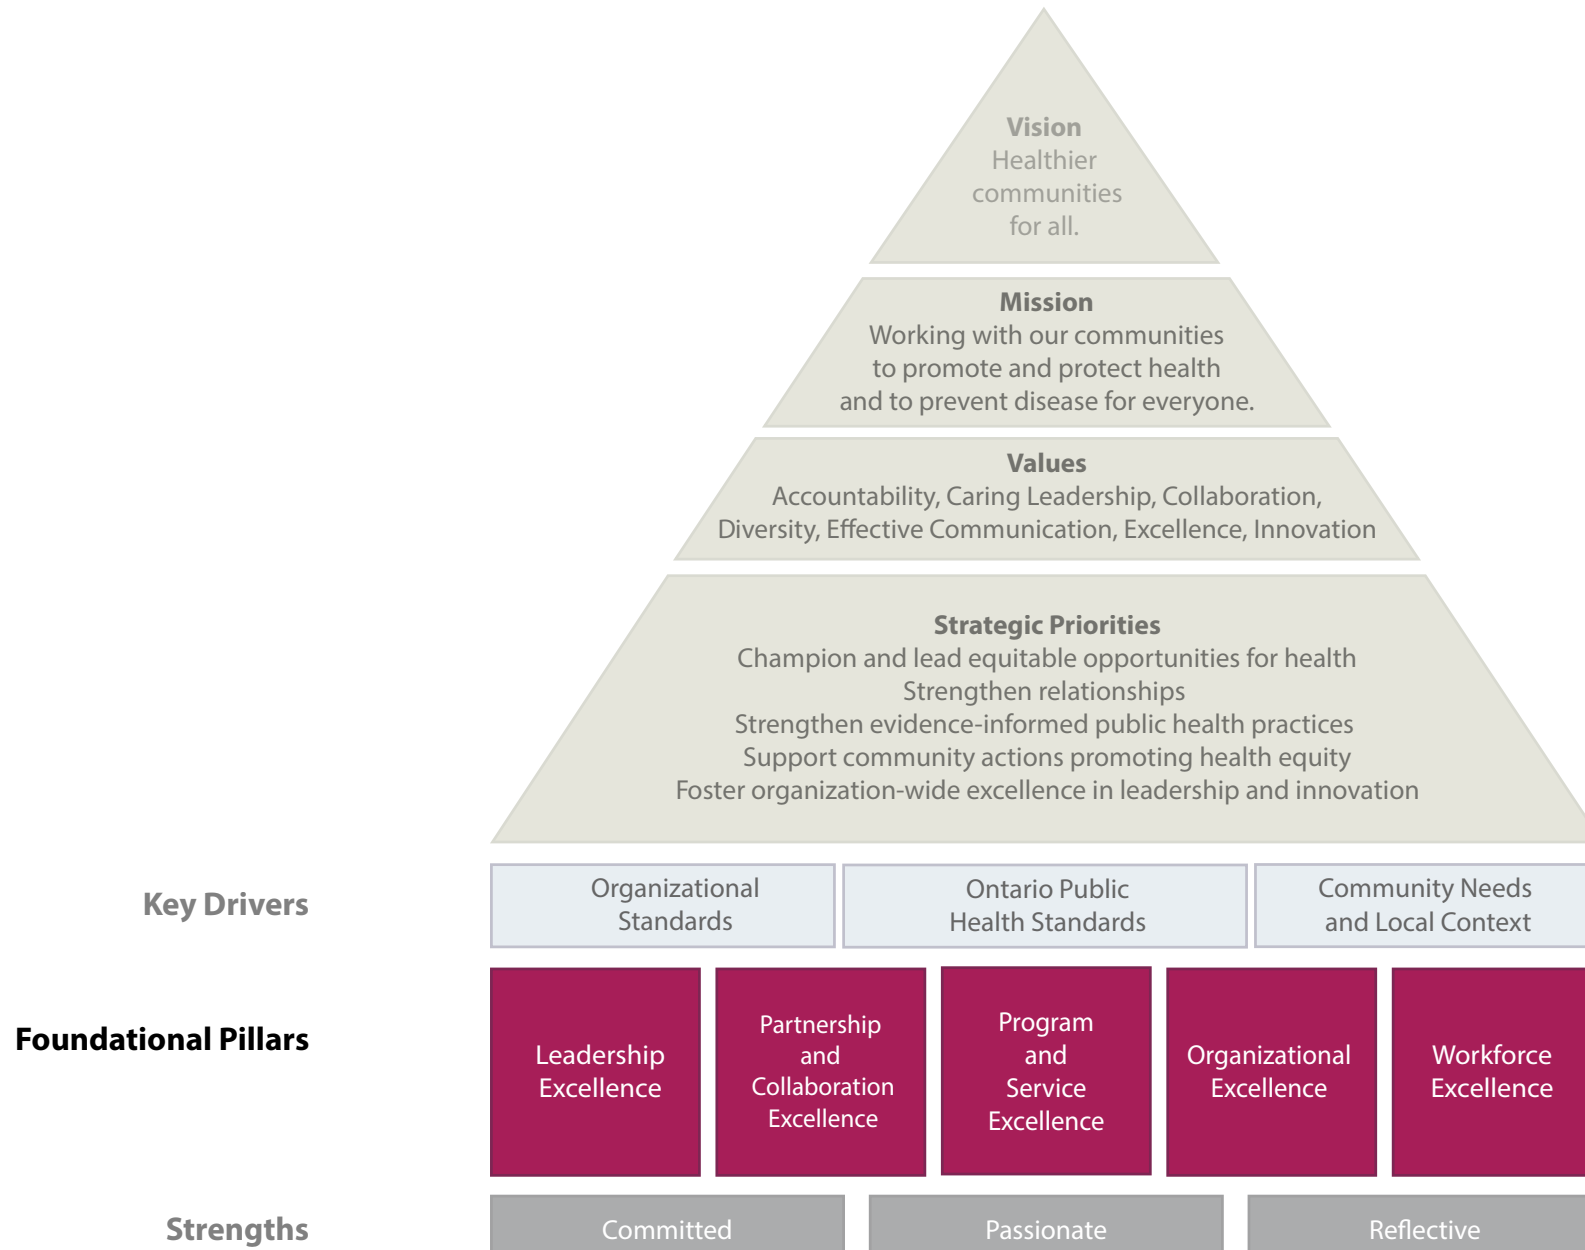 Vision
Healthier
communities
for all.
Mission
Working with our communities
to promote and protect health
and to prevent disease for everyone.
Values
Accountability, Caring Leadership, Collaboration,
Diversity, Effective Communication, Excellence, Innovation
Strategic Priorities
Champion and lead equitable opportunities for health
Strengthen relationships
Strengthen evidence-informed public health practices
Support community actions promoting health equity
Foster organization-wide excellence in leadership and innovation
Key Drivers
Organizational
Standards
Ontario Public
Health Standards
Community Needs
and Local Context
Foundational Pillars
Leadership
Excellence
Partnership
and
Collaboration
Excellence
Program
and
Service
Excellence
Organizational
Excellence
Workforce
Excellence
Strengths
Committed
Passionate
Reflective